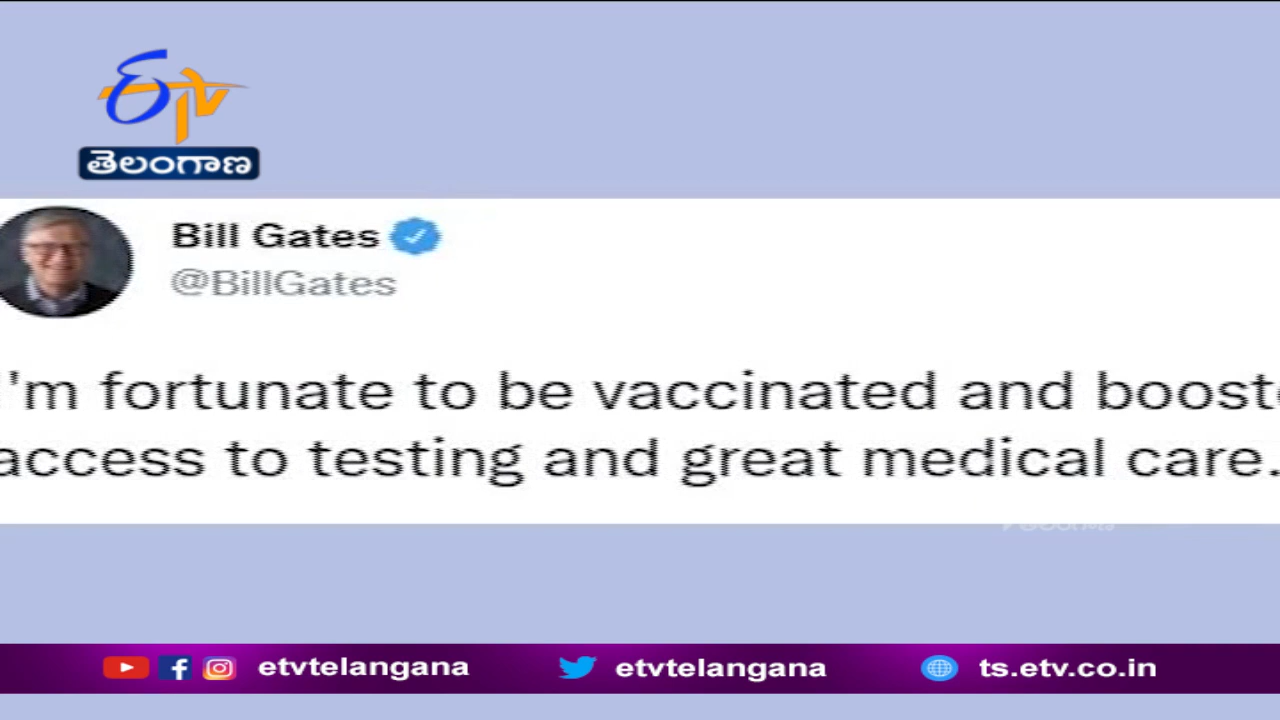 ETV
తెలంగాణ
Bill Gates
@BillGates
'm fortunate to be vaccinated and booste
access to testing and great medical care.
etvtelangana
etvtelangana
ts.etv.co.in